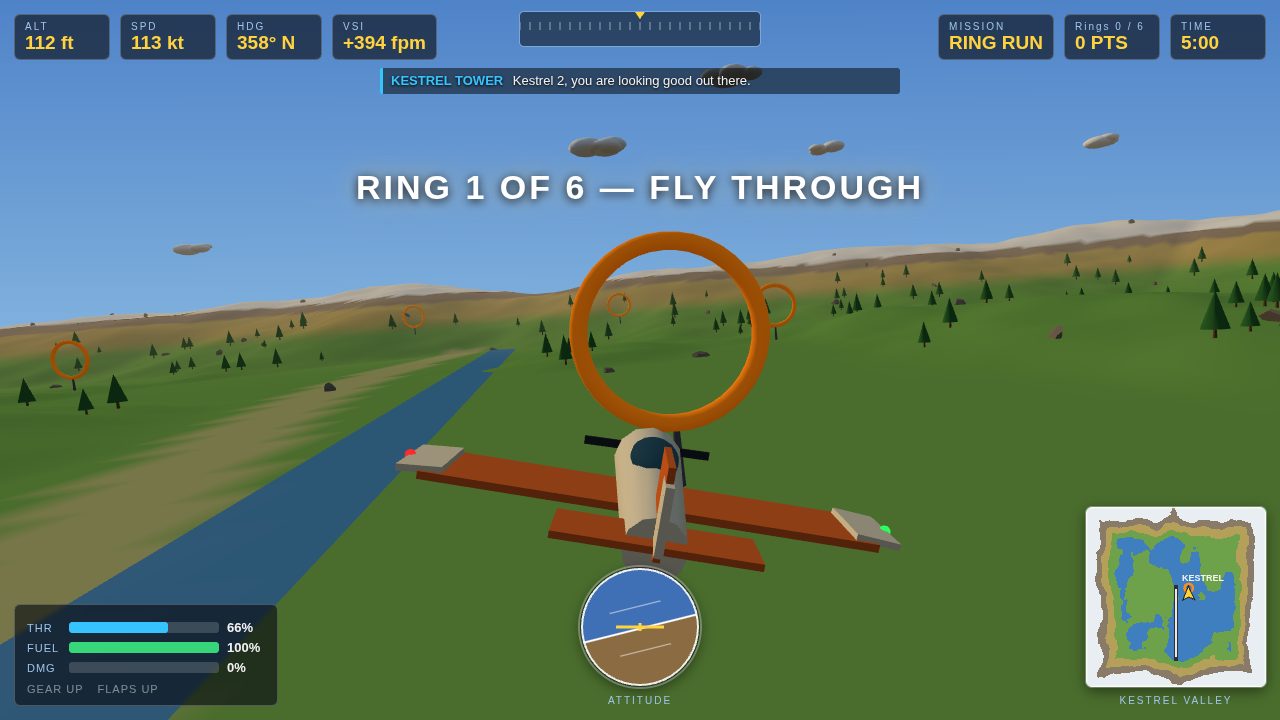 ALT
112 ft
SPD
113 kt
HDG
358° N
VSI
+394 fpm
MISSION
RING RUN
Rings 0 / 6
0 PTS
TIME
5:00
KESTREL TOWER Kestrel 2, you are looking good out there.
RING 1 OF 6 — FLY THROUGH
THR 66%
FUEL 100%
DMG 0%
GEAR UP FLAPS UP
ATTITUDE
KESTREL
KESTREL VALLEY